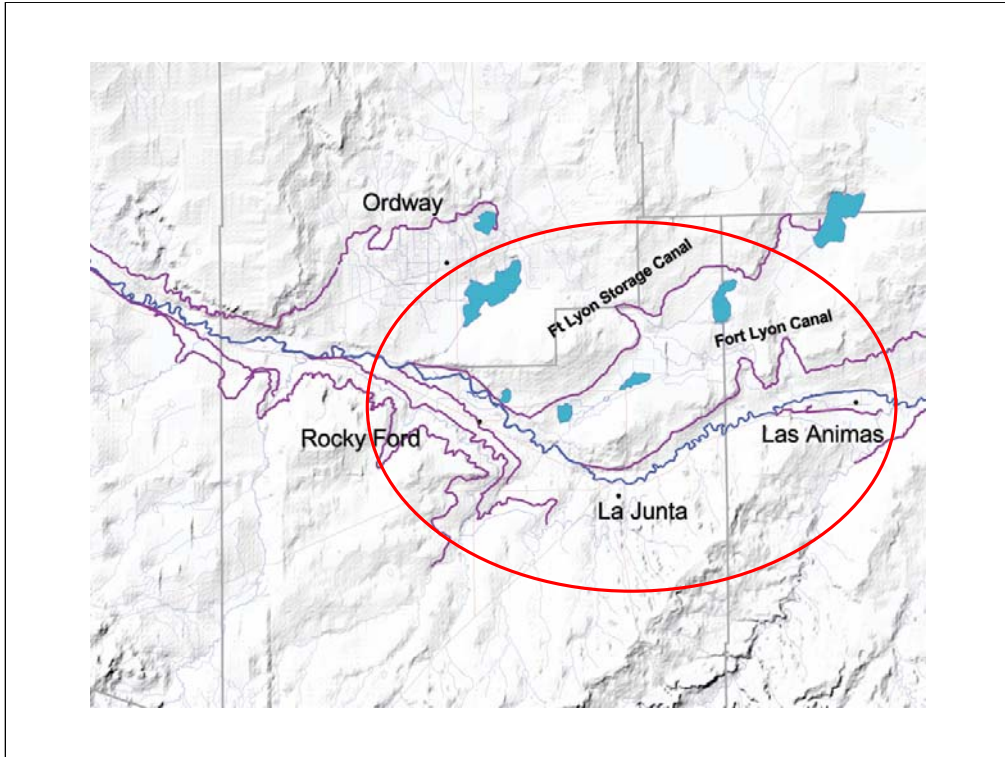 Ordway
Ft Lyon Storage Canal
Fort Lyon Canal
Rocky Ford
Las Animas
La Junta